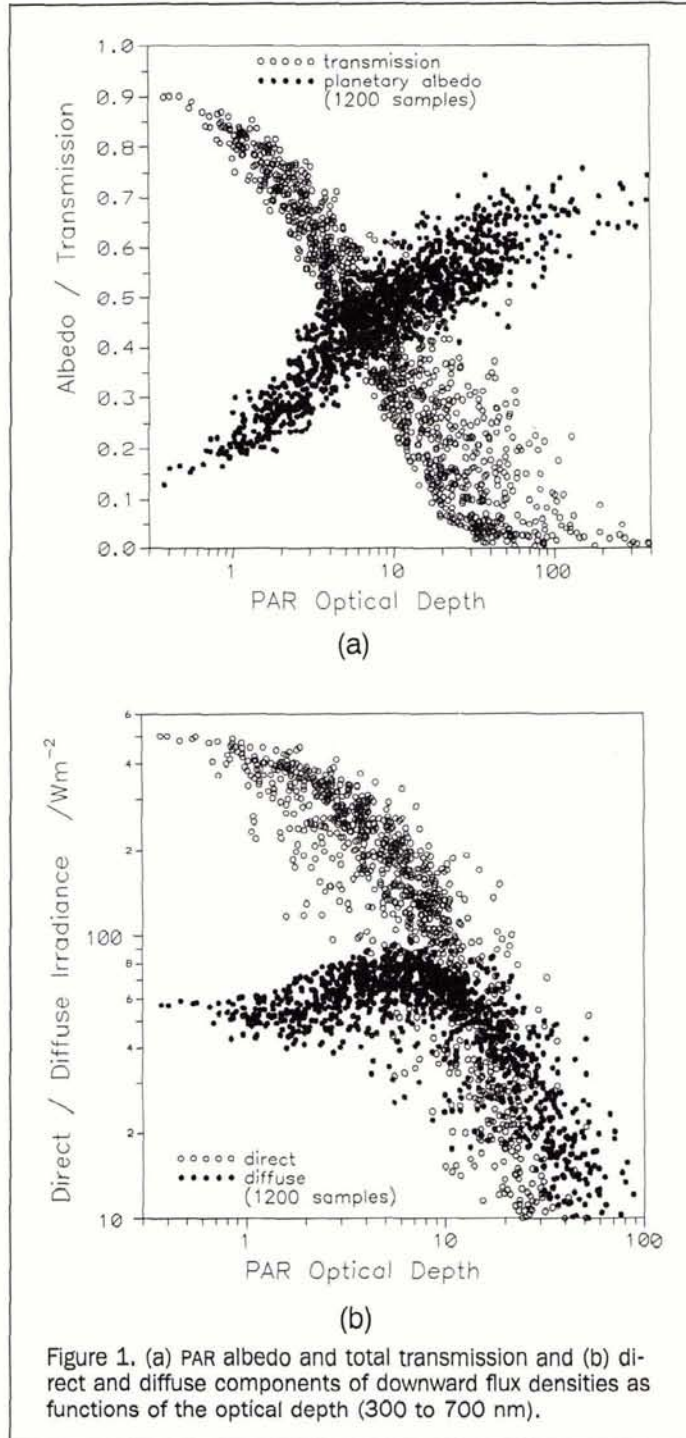 1.0
0.9
0.8
0.7
0.6
0.5
0.4
0.3
0.2
0.1
0.0
Albedo / Transmission
transmission
planetary albedo
(1200 samples)
1
10
100
PAR Optical Depth
(a)
6
4
2
100
8
6
4
2
10
Direct / Diffuse Irradiance /Wm⁻²
direct
diffuse
(1200 samples)
1
10
100
PAR Optical Depth
(b)
Figure 1. (a) PAR albedo and total transmission and (b) di-
rect and diffuse components of downward flux densities as
functions of the optical depth (300 to 700 nm).